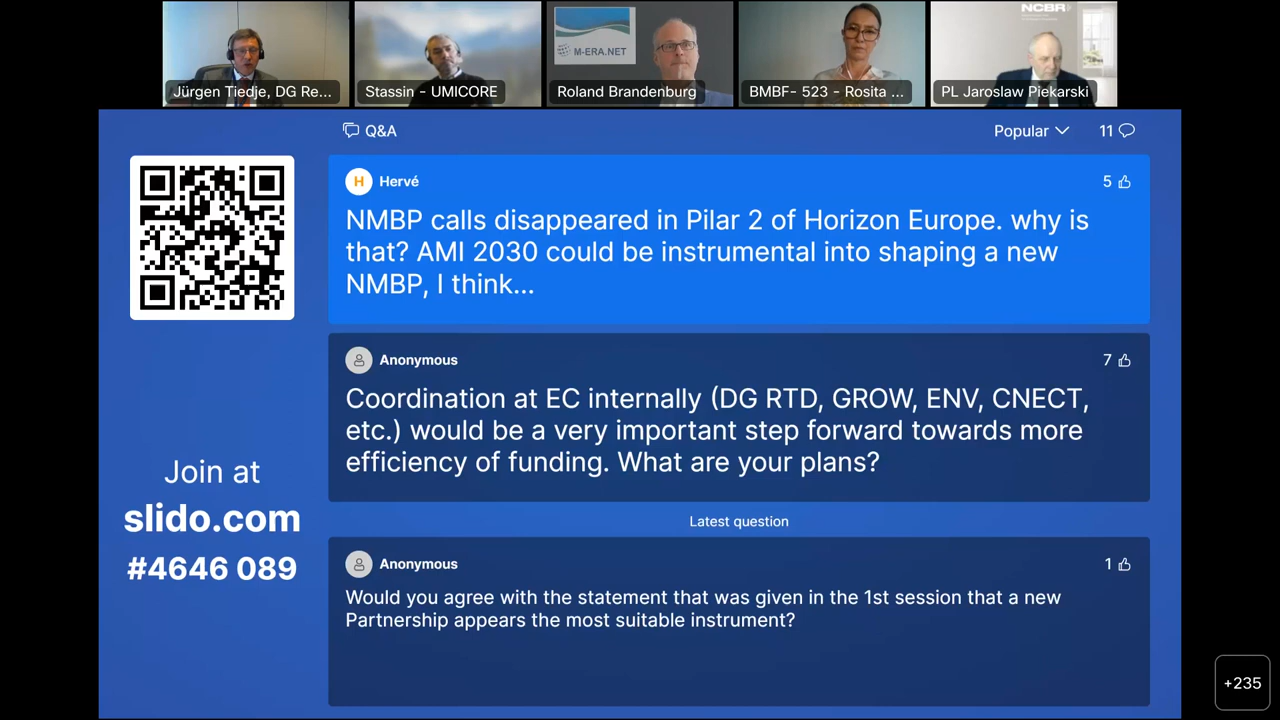 NCBR
M-ERA.NET
Jürgen Tiedje, DG Re...
Stassin - UMICORE
Roland Brandenburg
BMBF- 523 - Rosita ...
PL Jaroslaw Piekarski
Q&A
Popular
11
H
Hervé
5
NMBP calls disappeared in Pilar 2 of Horizon Europe. why is
that? AMI 2030 could be instrumental into shaping a new
NMBP, I think...
Anonymous
7
Coordination at EC internally (DG RTD, GROW, ENV, CNECT,
etc.) would be a very important step forward towards more
efficiency of funding. What are your plans?
Join at
slido.com
#4646 089
Latest question
Anonymous
1
Would you agree with the statement that was given in the 1st session that a new
Partnership appears the most suitable instrument?
+235